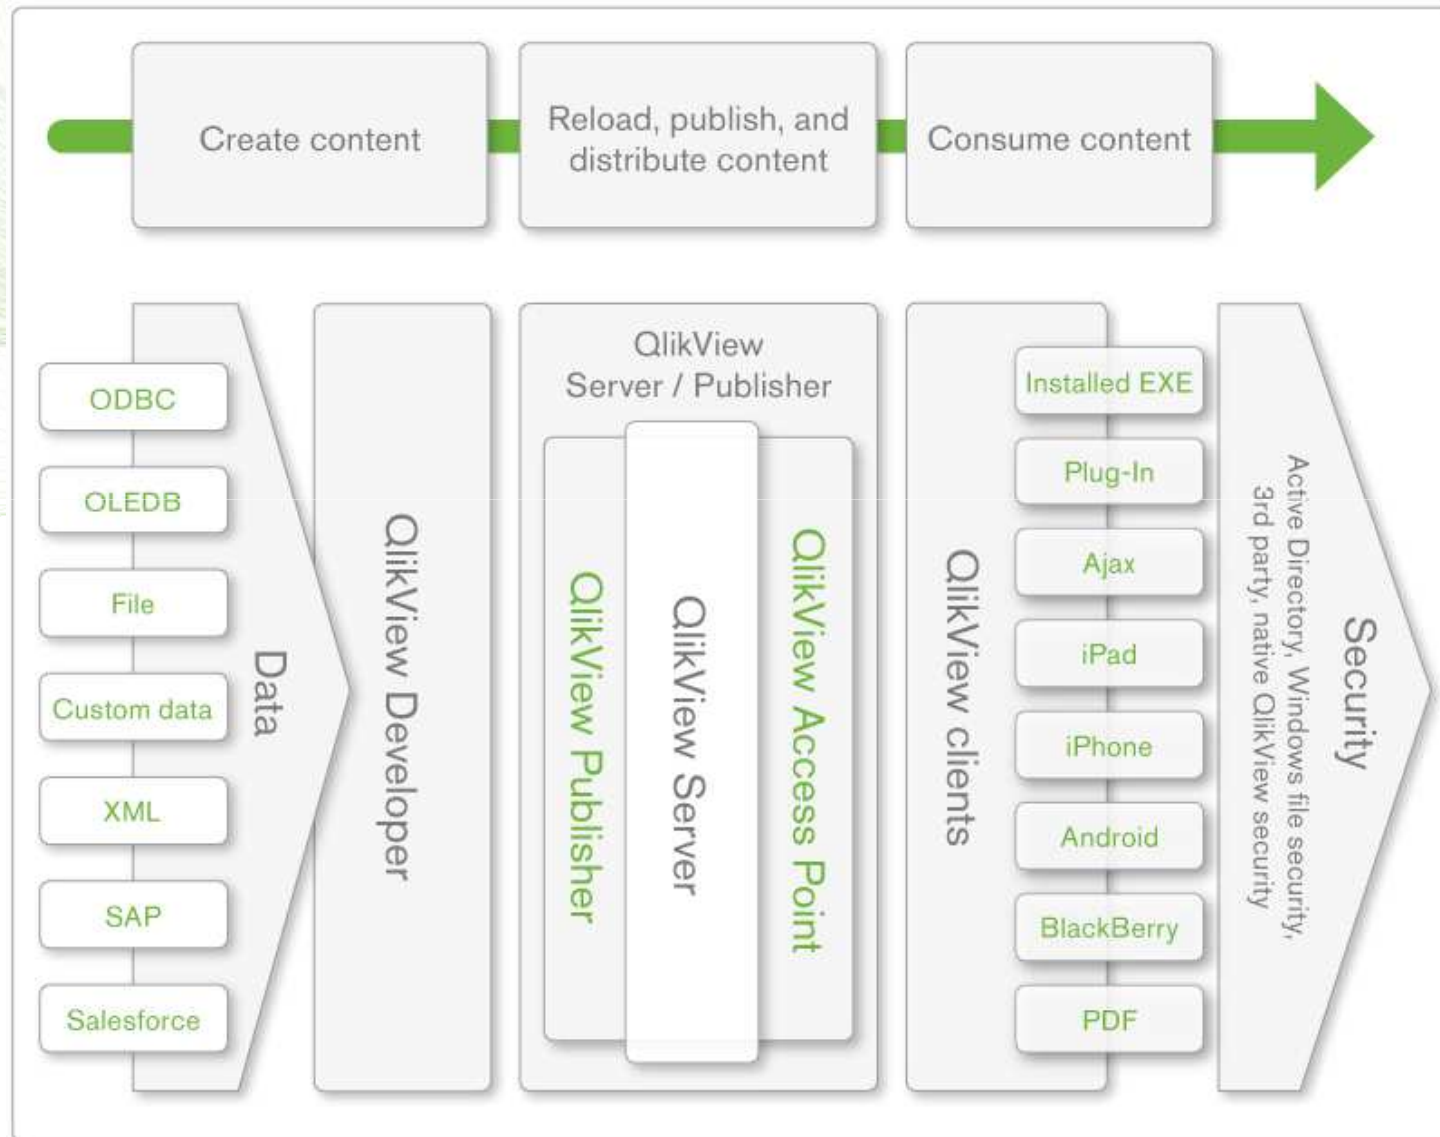 Create content
Reload, publish, and
distribute content
Consume content
ODBC
OLEDB
File
Custom data
XML
SAP
Salesforce
Data
QlikView Developer
QlikView
Server / Publisher
QlikView Publisher
QlikView Server
QlikView Access Point
QlikView clients
Installed EXE
Plug-In
Ajax
iPad
iPhone
Android
BlackBerry
PDF
Active Directory, Windows file security,
3rd party, native QlikView security
Security